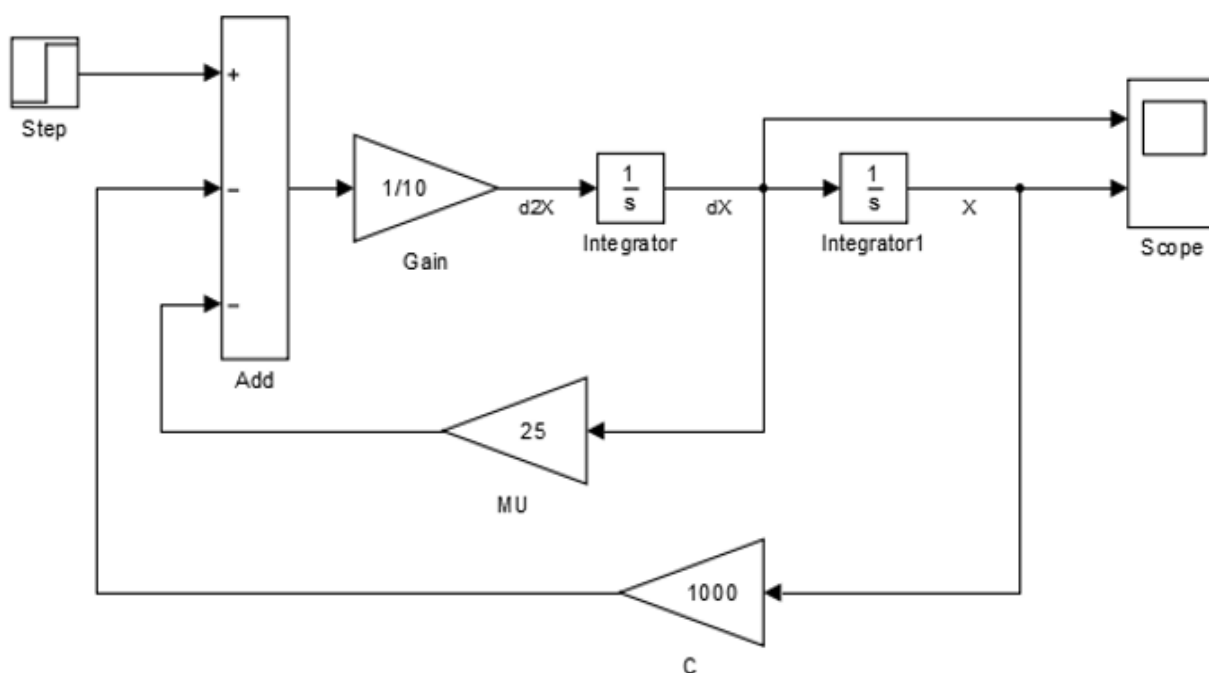 Step
+
−
−
Add
1/10
Gain
d2X
1
s
Integrator
dX
1
s
Integrator1
X
Scope
25
MU
1000
C